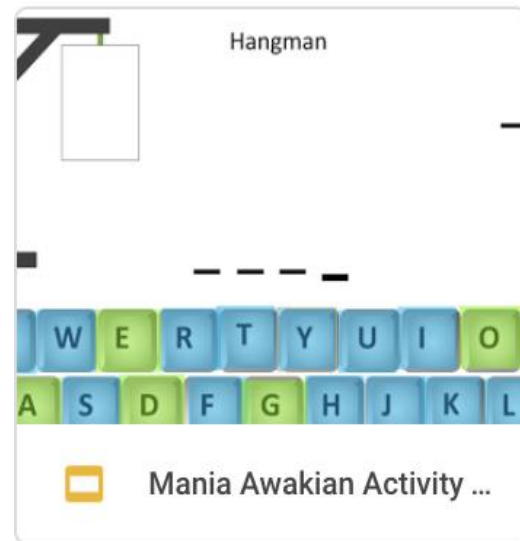 Hangman
W E R T Y U I O
A S D F G H J K L
Mania Awakian Activity ...